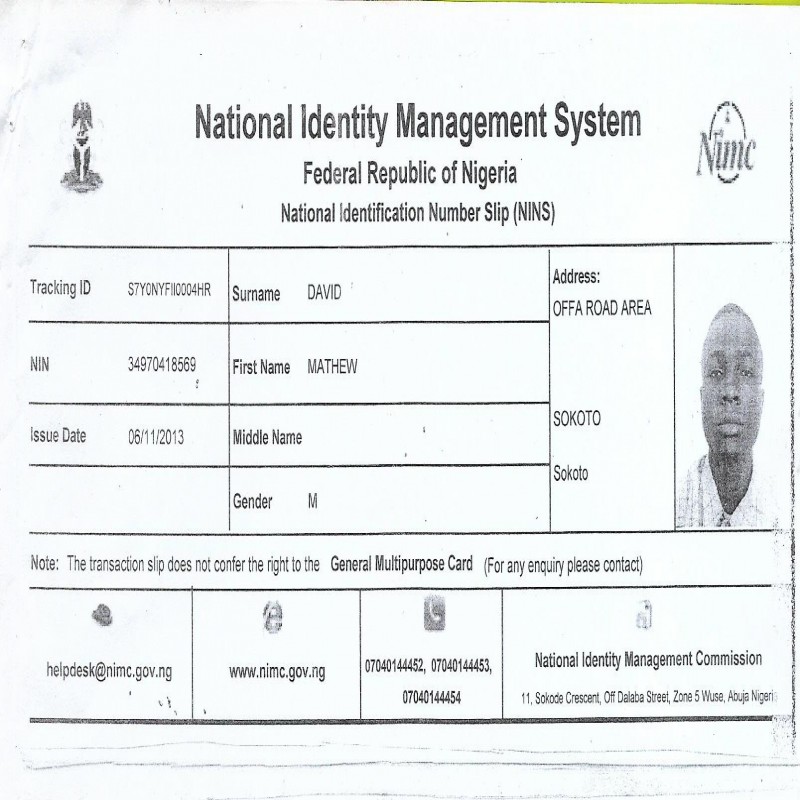 National Identity Management System
Federal Republic of Nigeria
National Identification Number Slip (NINS)
Nimc
Tracking ID S7Y0NYFII0004HR
Surname DAVID
Address:
OFFA ROAD AREA
NIN 34970418569
First Name MATHEW
Issue Date 06/11/2013
Middle Name
SOKOTO
Gender M
Sokoto
Note: The transaction slip does not confer the right to the General Multipurpose Card (For any enquiry please contact)
helpdesk@nimc.gov.ng
www.nimc.gov.ng
07040144452, 07040144453,
07040144454
National Identity Management Commission
11, Sokode Crescent, Off Dalaba Street, Zone 5 Wuse, Abuja Nigeri